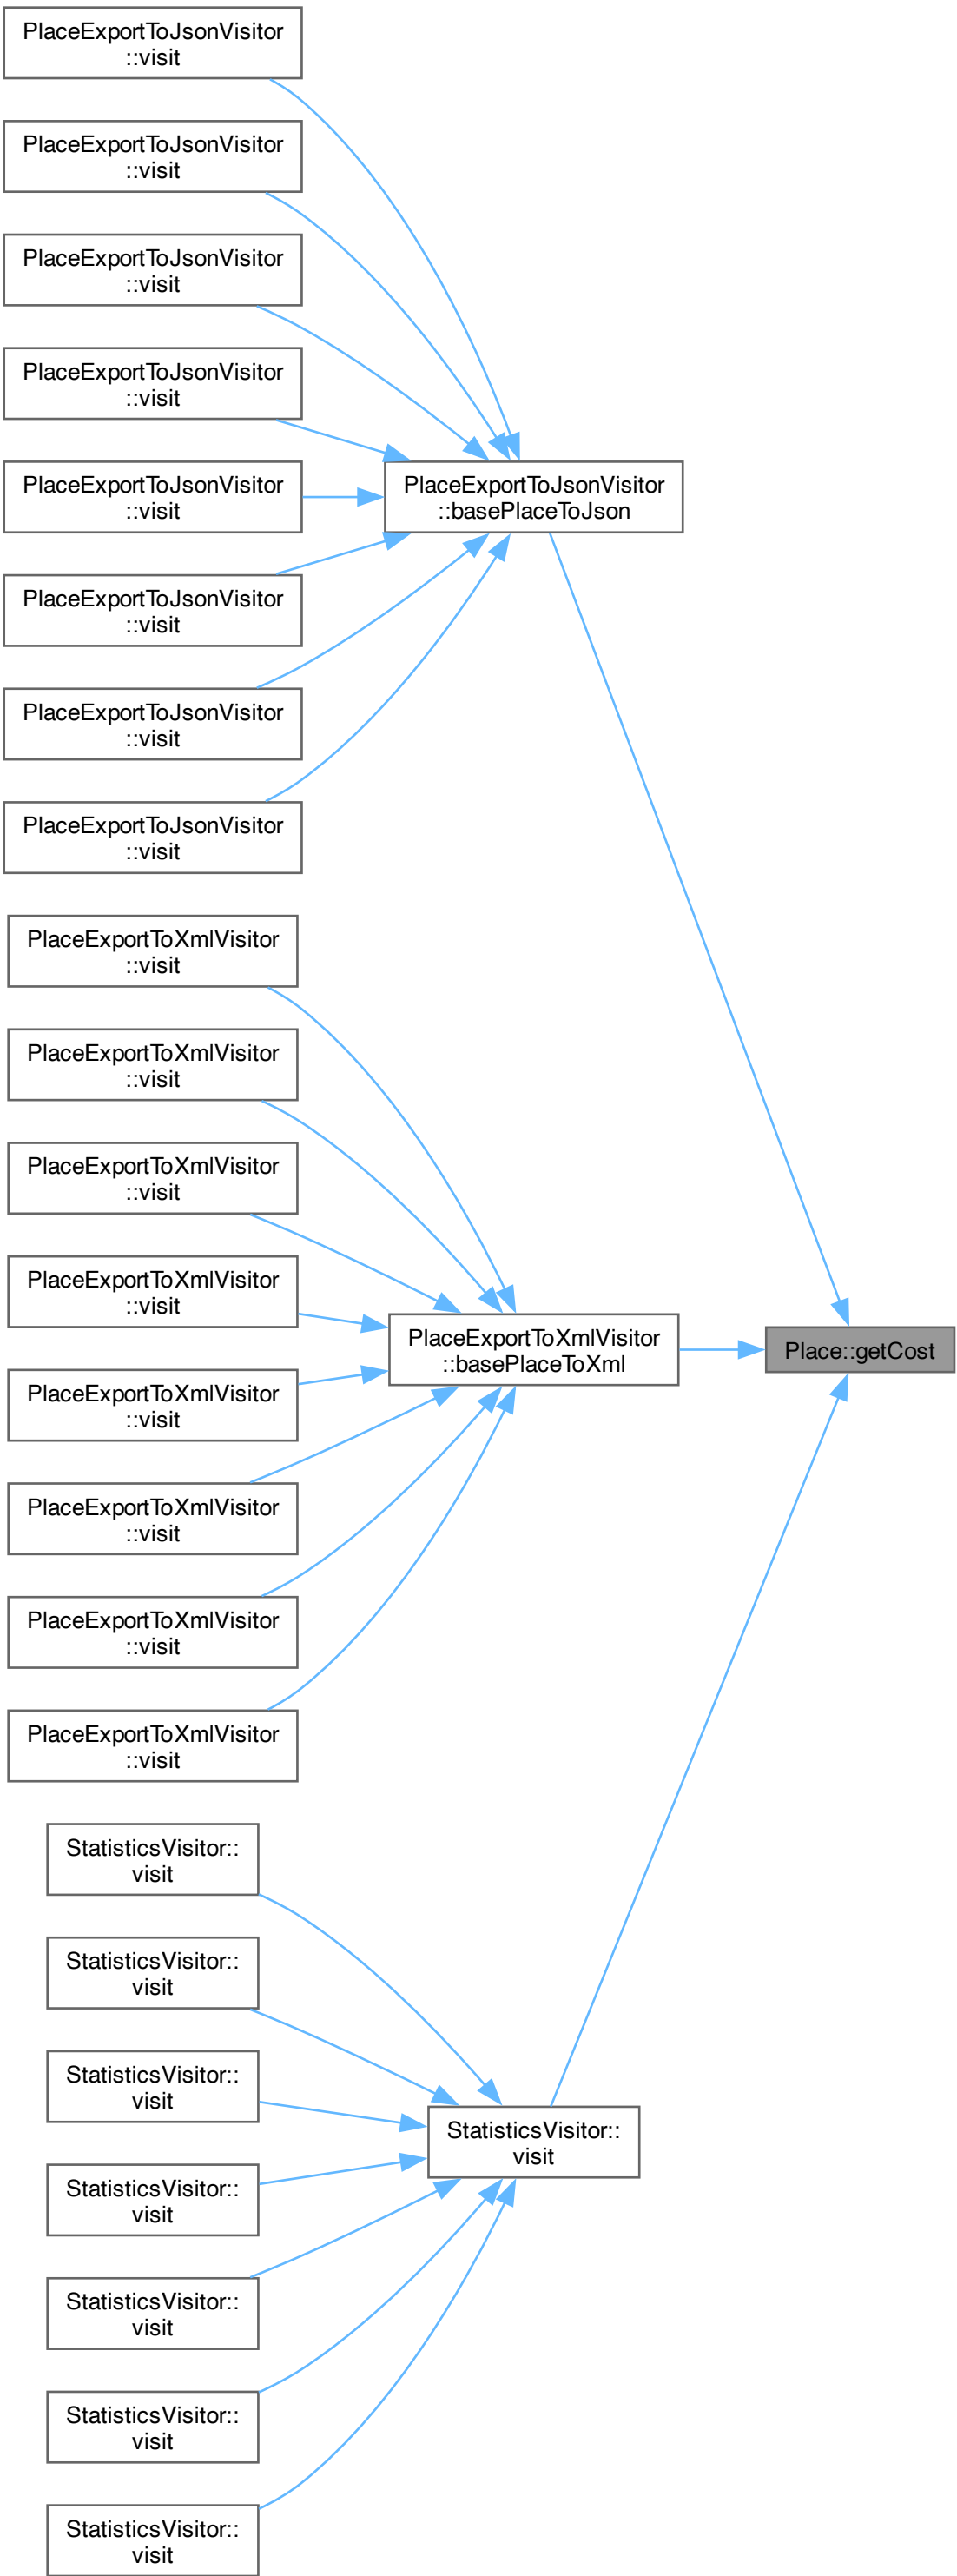 PlaceExportToJsonVisitor
::visit
PlaceExportToJsonVisitor
::visit
PlaceExportToJsonVisitor
::visit
PlaceExportToJsonVisitor
::visit
PlaceExportToJsonVisitor
::visit
PlaceExportToJsonVisitor
::visit
PlaceExportToJsonVisitor
::visit
PlaceExportToJsonVisitor
::visit
PlaceExportToXmlVisitor
::visit
PlaceExportToXmlVisitor
::visit
PlaceExportToXmlVisitor
::visit
PlaceExportToXmlVisitor
::visit
PlaceExportToXmlVisitor
::visit
PlaceExportToXmlVisitor
::visit
PlaceExportToXmlVisitor
::visit
PlaceExportToXmlVisitor
::visit
StatisticsVisitor::
visit
StatisticsVisitor::
visit
StatisticsVisitor::
visit
StatisticsVisitor::
visit
StatisticsVisitor::
visit
StatisticsVisitor::
visit
StatisticsVisitor::
visit
PlaceExportToJsonVisitor
::basePlaceToJson
PlaceExportToXmlVisitor
::basePlaceToXml
StatisticsVisitor::
visit
Place::getCost